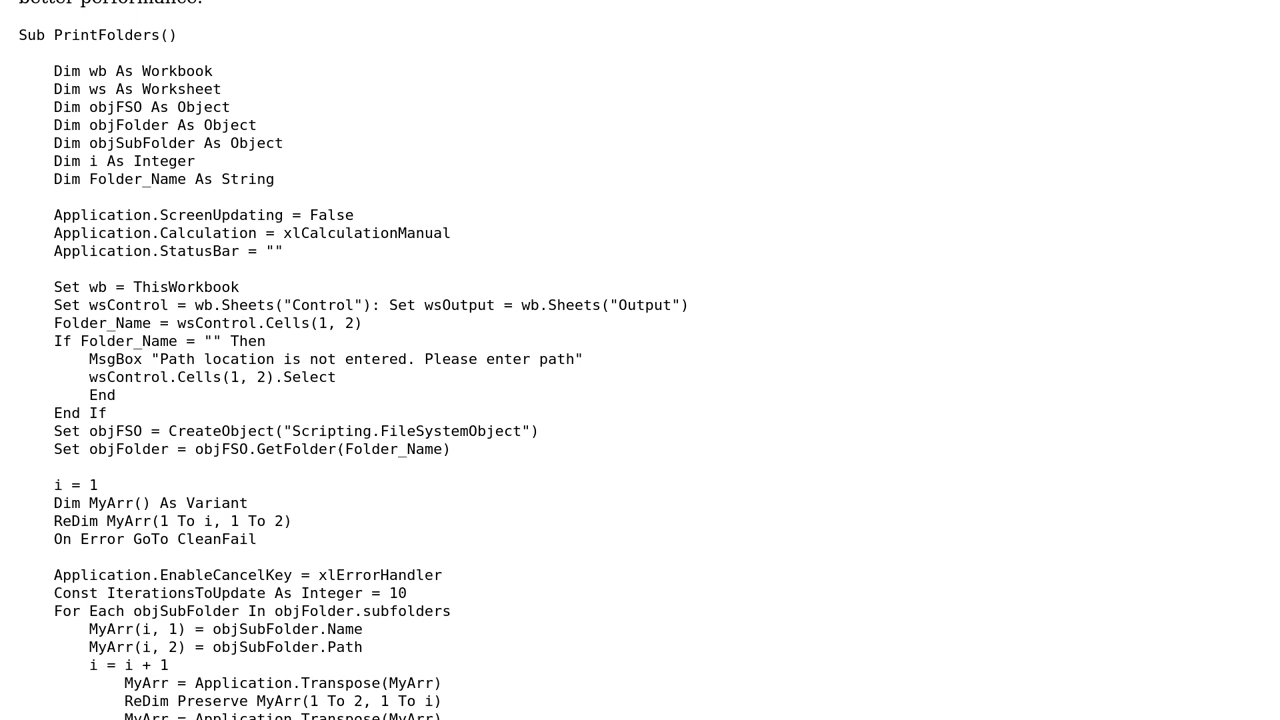 better performance.
Sub PrintFolders()
    Dim wb As Workbook
    Dim ws As Worksheet
    Dim objFSO As Object
    Dim objFolder As Object
    Dim objSubFolder As Object
    Dim i As Integer
    Dim Folder_Name As String
    Application.ScreenUpdating = False
    Application.Calculation = xlCalculationManual
    Application.StatusBar = ""
    Set wb = ThisWorkbook
    Set wsControl = wb.Sheets("Control"): Set wsOutput = wb.Sheets("Output")
    Folder_Name = wsControl.Cells(1, 2)
    If Folder_Name = "" Then
        MsgBox "Path location is not entered. Please enter path"
        wsControl.Cells(1, 2).Select
        End
    End If
    Set objFSO = CreateObject("Scripting.FileSystemObject")
    Set objFolder = objFSO.GetFolder(Folder_Name)
    i = 1
    Dim MyArr() As Variant
    ReDim MyArr(1 To i, 1 To 2)
    On Error GoTo CleanFail
    Application.EnableCancelKey = xlErrorHandler
    Const IterationsToUpdate As Integer = 10
    For Each objSubFolder In objFolder.subfolders
        MyArr(i, 1) = objSubFolder.Name
        MyArr(i, 2) = objSubFolder.Path
        i = i + 1
            MyArr = Application.Transpose(MyArr)
            ReDim Preserve MyArr(1 To 2, 1 To i)
            MyArr = Application.Transpose(MyArr)